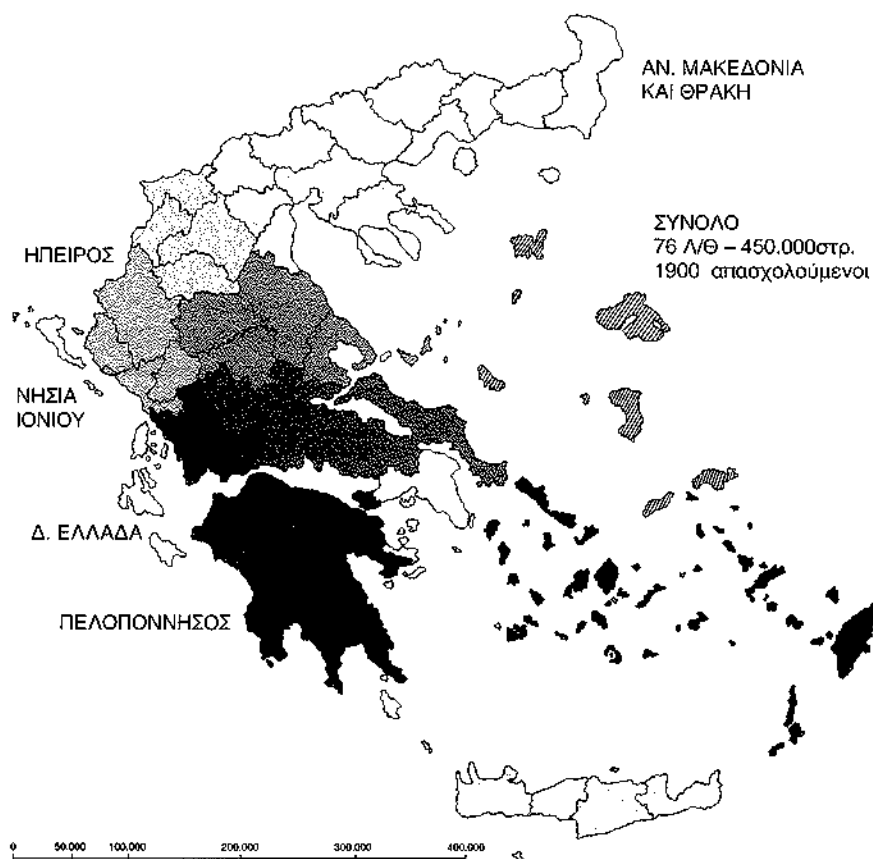 ΑΝ. ΜΑΚΕΔΟΝΙΑ
ΚΑΙ ΘΡΑΚΗ
ΣΥΝΟΛΟ
76 Λ/Θ – 450.000στρ.
1900 απασχολούμενοι
ΗΠΕΙΡΟΣ
ΝΗΣΙΑ
ΙΟΝΙΟΥ
Δ. ΕΛΛΑΔΑ
ΠΕΛΟΠΟΝΝΗΣΟΣ
0 50.000 100.000 200.000 300.000 400.000